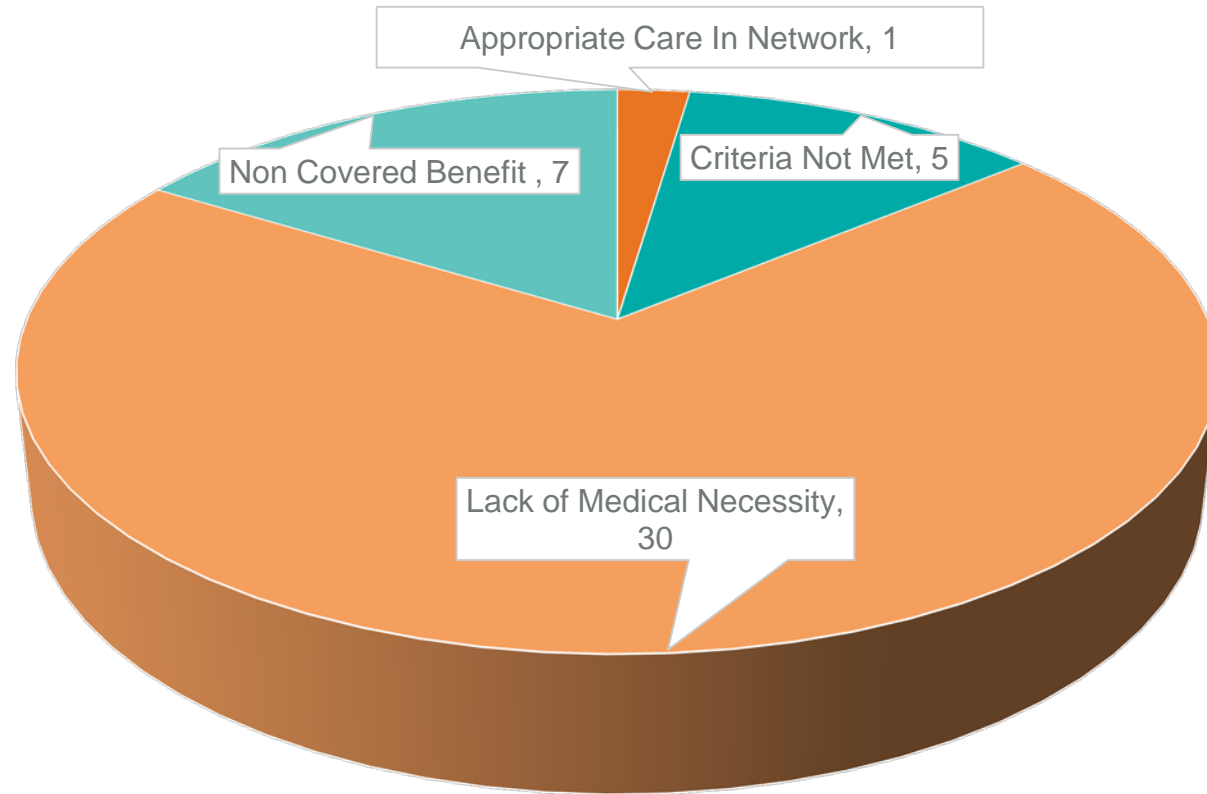 Appropriate Care In Network, 1
Non Covered Benefit , 7
Criteria Not Met, 5
Lack of Medical Necessity,
30